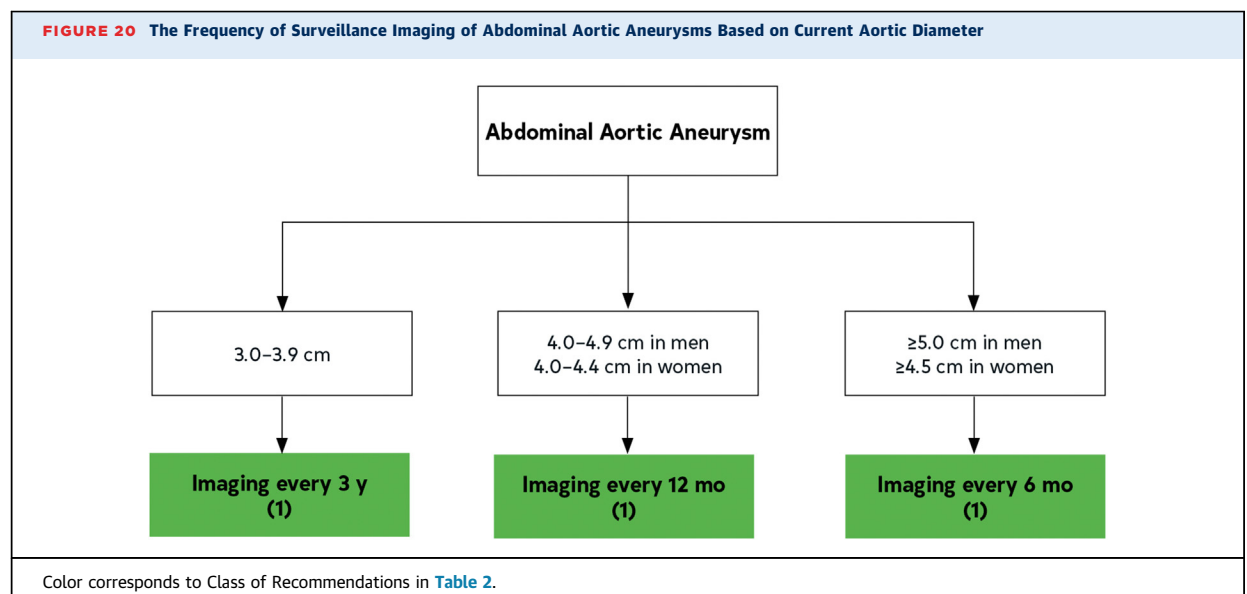 FIGURE 20 The Frequency of Surveillance Imaging of Abdominal Aortic Aneurysms Based on Current Aortic Diameter
Abdominal Aortic Aneurysm
3.0–3.9 cm
4.0–4.9 cm in men
4.0–4.4 cm in women
≥5.0 cm in men
≥4.5 cm in women
Imaging every 3 y
(1)
Imaging every 12 mo
(1)
Imaging every 6 mo
(1)
Color corresponds to Class of Recommendations in Table 2.